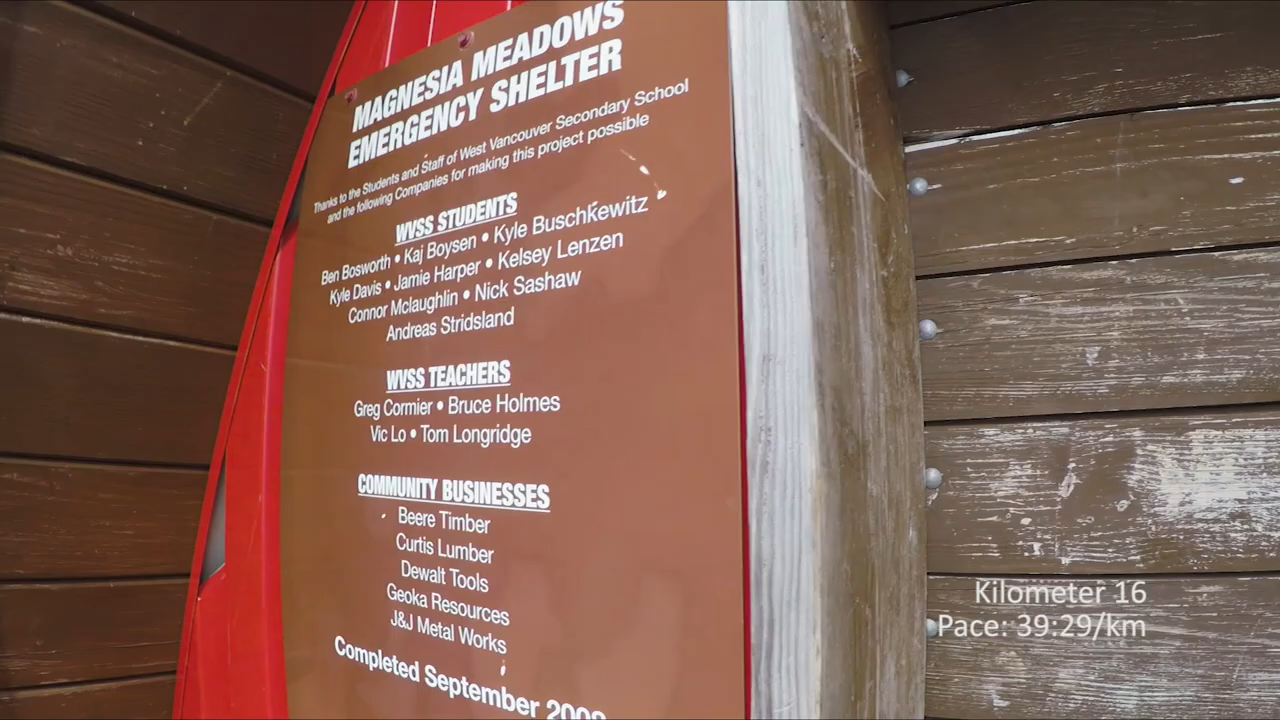 MAGNESIA MEADOWS
EMERGENCY SHELTER
Thanks to the Students and Staff of West Vancouver Secondary School
and the following Companies for making this project possible
WVSS STUDENTS
Ben Bosworth • Kaj Boysen • Kyle Buschkewitz
Kyle Davis • Jamie Harper • Kelsey Lenzen
Connor Mclaughlin • Nick Sashaw
Andreas Stridsland
WVSS TEACHERS
Greg Cormier • Bruce Holmes
Vic Lo • Tom Longridge
COMMUNITY BUSINESSES
Beere Timber
Curtis Lumber
Dewalt Tools
Geoka Resources
J&J Metal Works
Completed September
Kilometer 16
Pace: 39:29/km